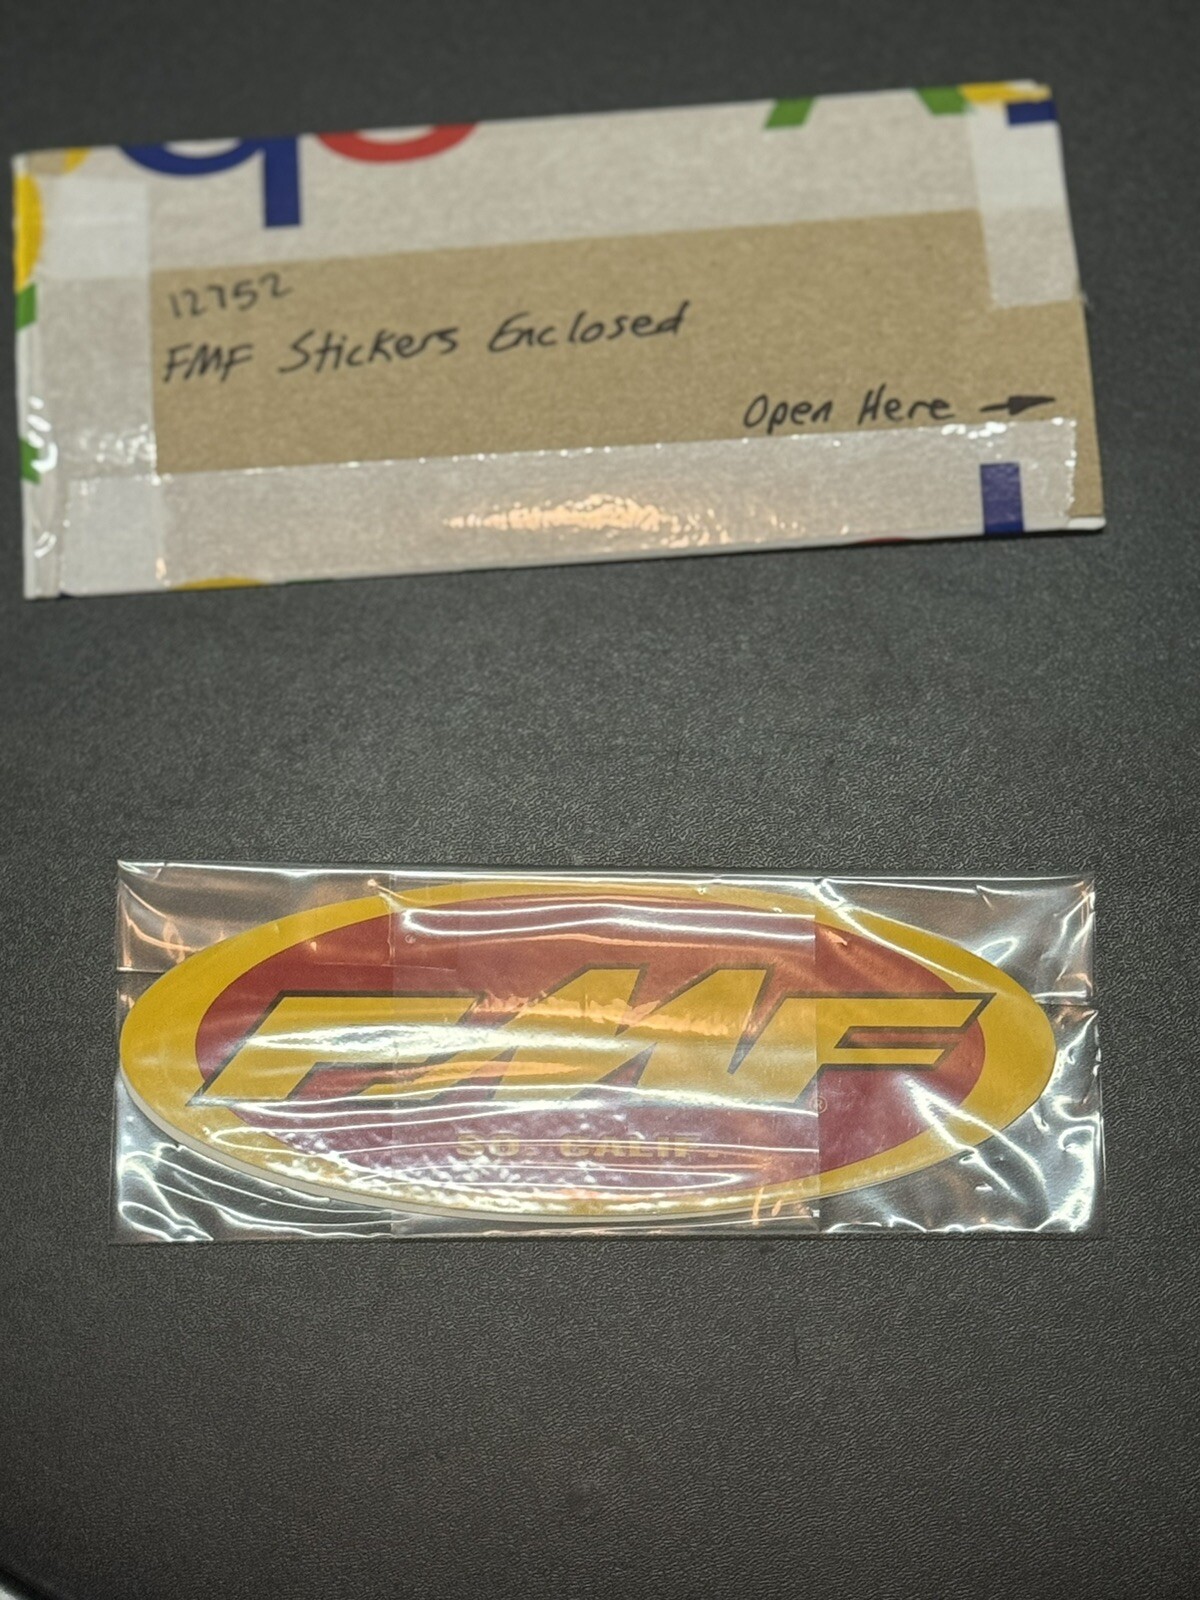 12752
FMF Stickers Enclosed
Open Here
FMF
®
SO. CALIF.